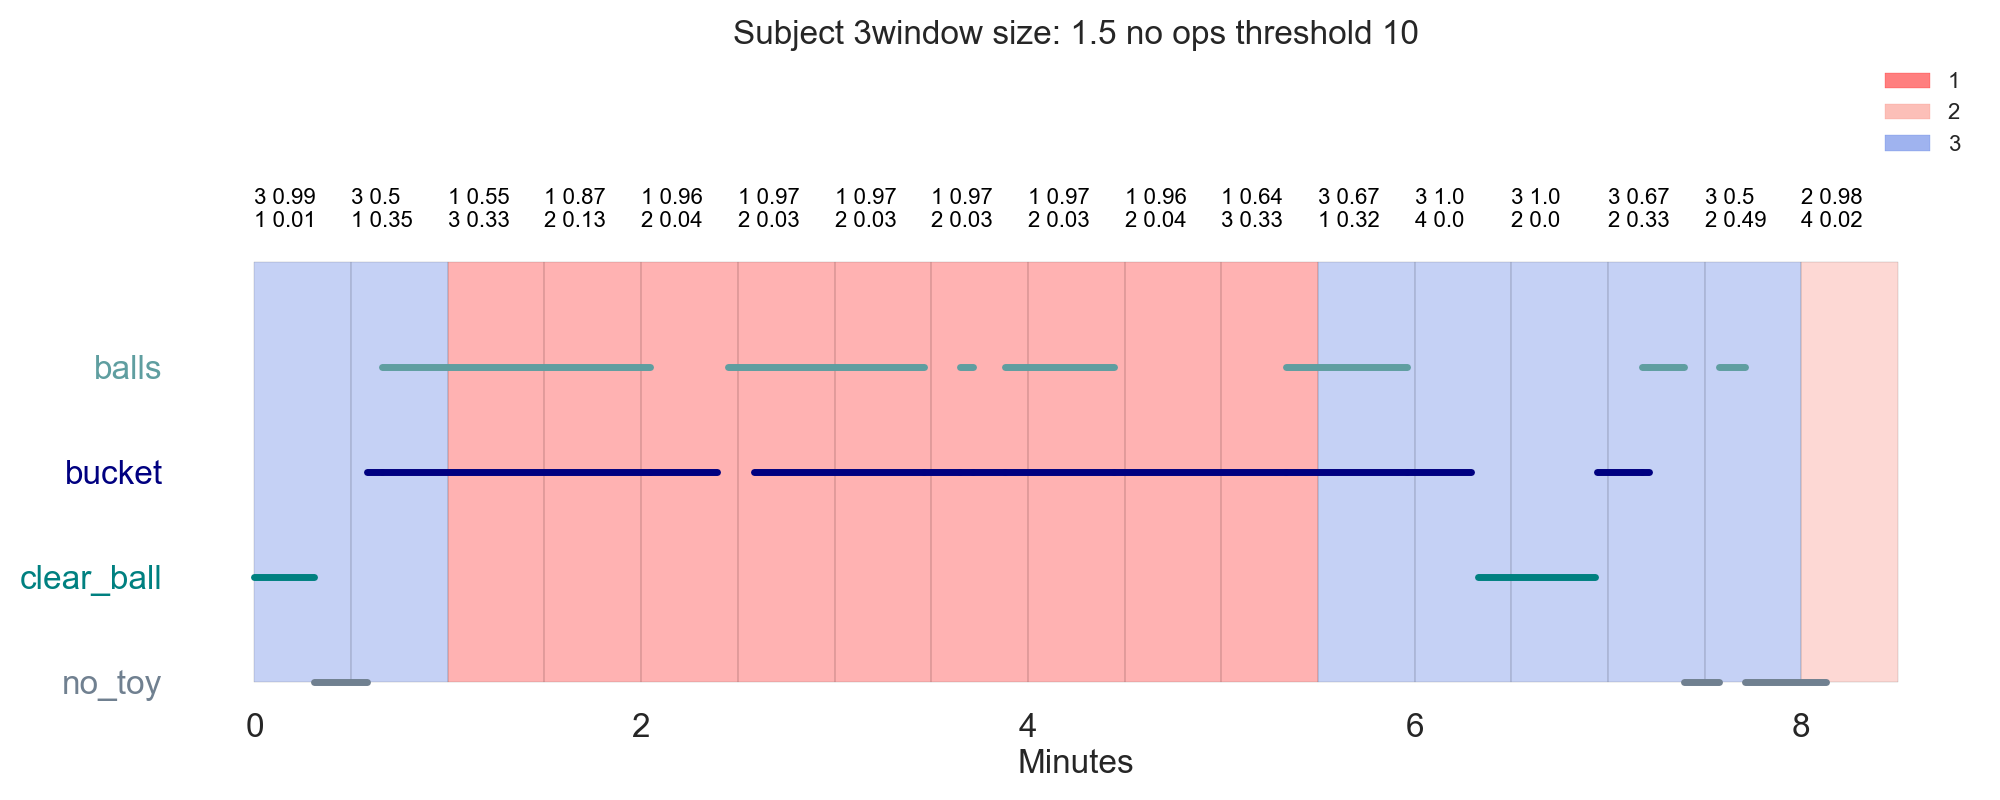 Subject 3window size: 1.5 no ops threshold 10
1
2
3
3 0.99 3 0.5 1 0.55 1 0.87 1 0.96 1 0.97 1 0.97 1 0.97 1 0.97 1 0.96 1 0.64 3 0.67 3 1.0 3 1.0 3 0.67 3 0.5 2 0.98
1 0.01 1 0.35 3 0.33 2 0.13 2 0.04 2 0.03 2 0.03 2 0.03 2 0.03 2 0.04 3 0.33 1 0.32 4 0.0 2 0.0 2 0.33 2 0.49 4 0.02
balls
bucket
clear_ball
no_toy
0 2 4 6 8
Minutes